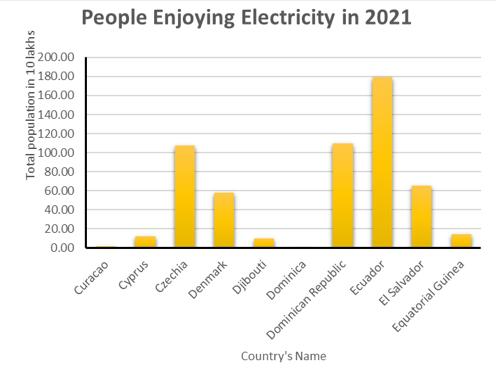 People Enjoying Electricity in 2021
Total population in 10 lakhs
200.00
180.00
160.00
140.00
120.00
100.00
80.00
60.00
40.00
20.00
0.00
Curacao
Cyprus
Czechia
Denmark
Djibouti
Dominica
Dominican Republic
Ecuador
El Salvador
Equatorial Guinea
Country's Name